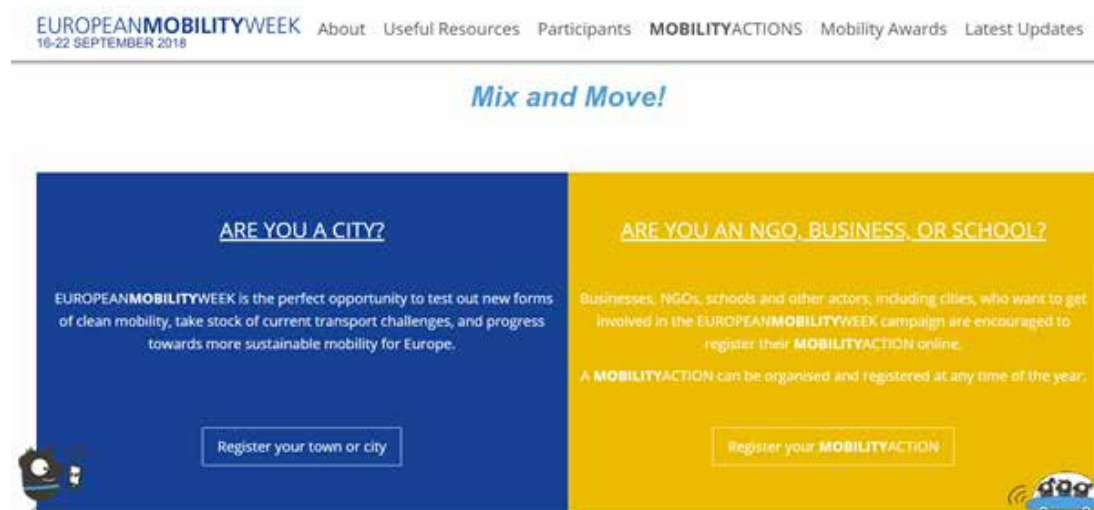 EUROPEANMOBILITYWEEK About Useful Resources Participants MOBILITYACTIONS Mobility Awards Latest Updates
16-22 SEPTEMBER 2018
Mix and Move!
ARE YOU A CITY?
EUROPEANMOBILITYWEEK is the perfect opportunity to test out new forms
of clean mobility, take stock of current transport challenges, and progress
towards more sustainable mobility for Europe.
Register your town or city
ARE YOU AN NGO, BUSINESS, OR SCHOOL?
Businesses, NGOs, schools and other actors, including cities, who want to get
involved in the EUROPEANMOBILITYWEEK campaign are encouraged to
register their MOBILITYACTION online.
A MOBILITYACTION can be organised and registered at any time of the year.
Register your MOBILITYACTION